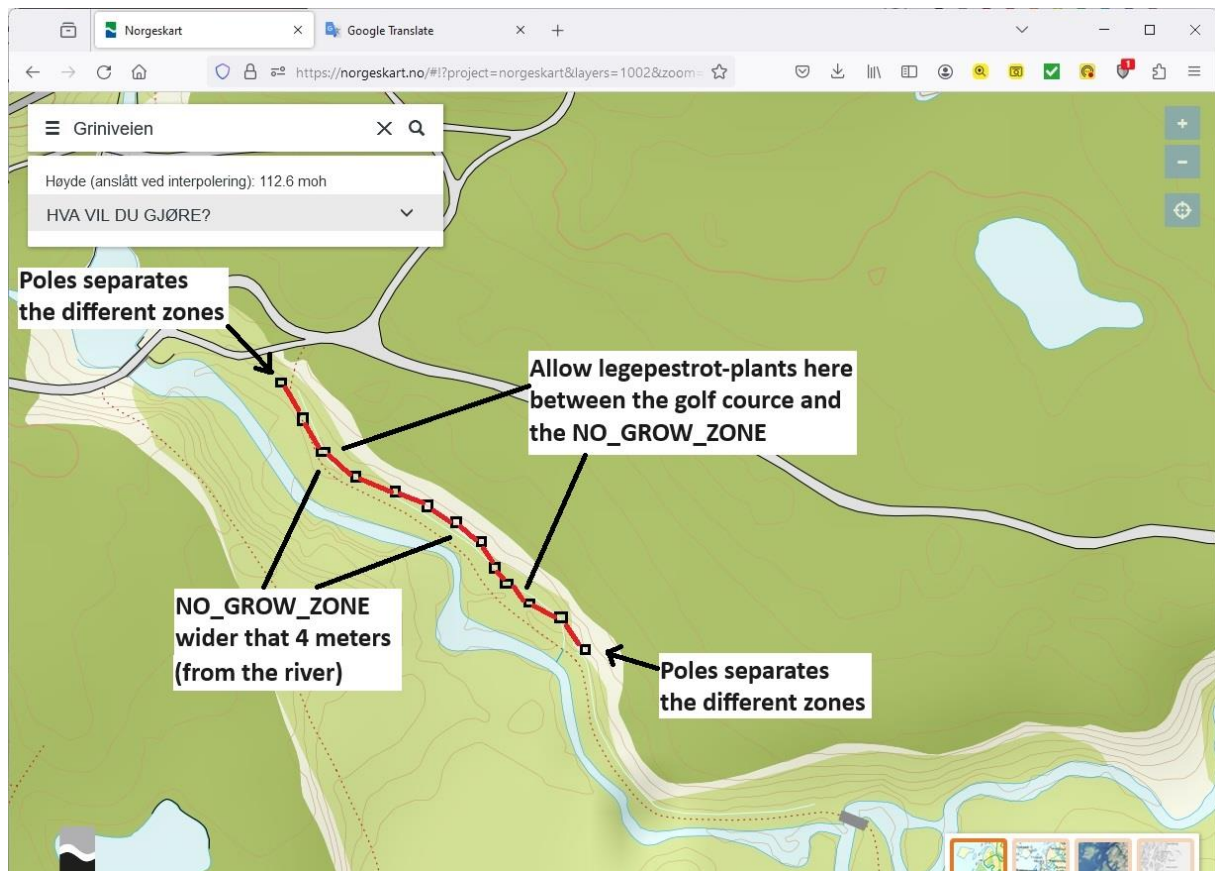 Norgeskart
Google Translate
https://norgeskart.no/#!?project=norgeskart&layers=1002&zoom=
1
Griniveien
Høyde (anslått ved interpolering): 112.6 moh
HVA VIL DU GJØRE?
Poles separates
the different zones
Allow legepestrot-plants here
between the golf cource and
the NO_GROW_ZONE
NO_GROW_ZONE
wider that 4 meters
(from the river)
Poles separates
the different zones